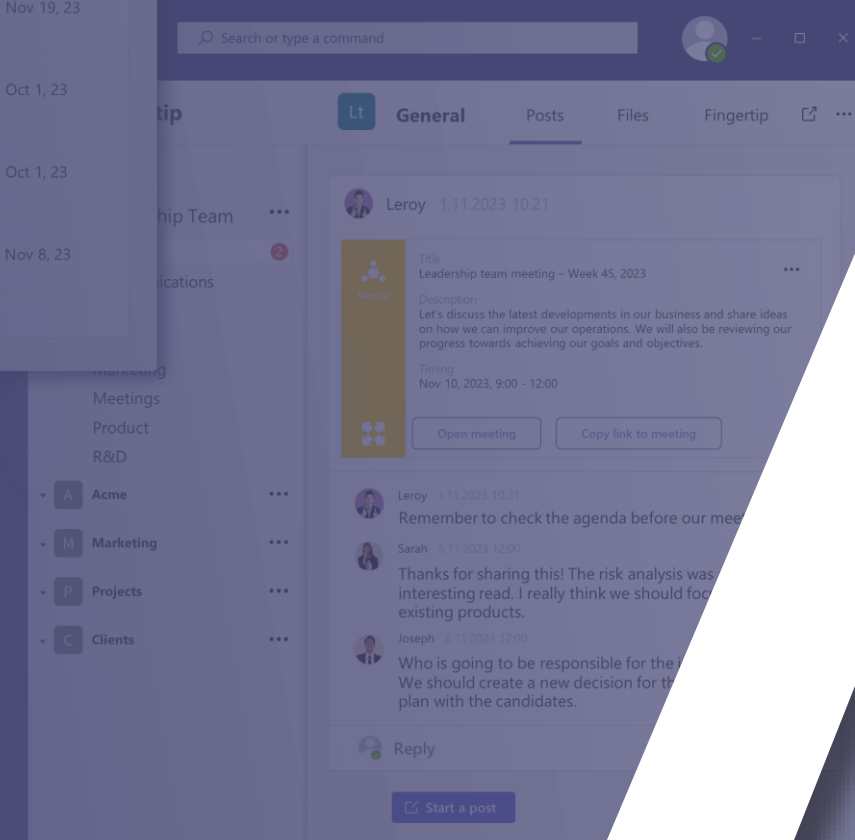 Nov 19, 23
Search or type a command
Oct 1, 23
tip
Lt
General
Posts
Files
Fingertip
Oct 1, 23
hip Team
2
Nov 8, 23
ications
Marketing
Meetings
Product
R&D
A
Acme
M
Marketing
P
Projects
C
Clients
Leroy 1.11.2023 10.21
Meeting
Title
Leadership team meeting – Week 45, 2023
Description
Let's discuss the latest developments in our business and share ideas
on how we can improve our operations. We will also be reviewing our
progress towards achieving our goals and objectives.
Timing
Nov 10, 2023, 9:00 - 12:00
Open meeting
Copy link to meeting
Leroy 1.11.2023 10.21
Remember to check the agenda before our mee
Sarah 5.11.2023 12:00
Thanks for sharing this! The risk analysis was
interesting read. I really think we should foc
existing products.
Joseph 8.11.2023 12:00
Who is going to be responsible for the i
We should create a new decision for th
plan with the candidates.
Reply
Start a post